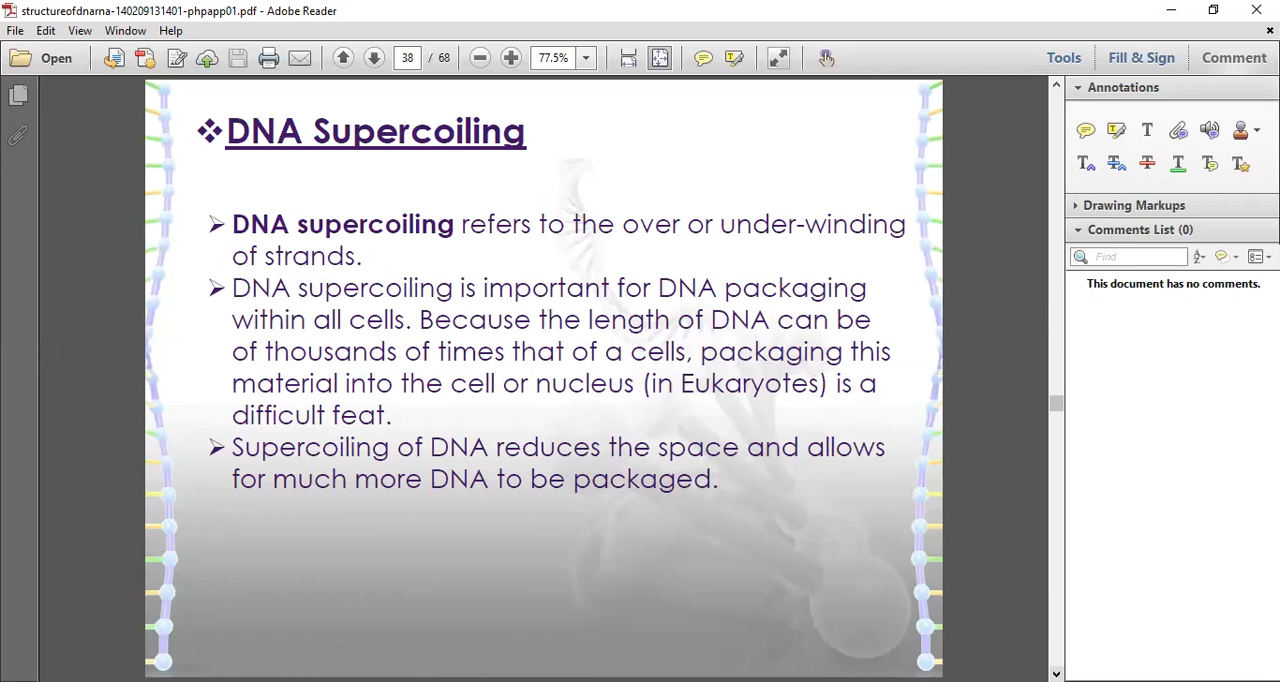 structureofdnarna-140209131401-phpapp01.pdf - Adobe Reader
File Edit View Window Help
Open 38 / 68 77.5% Tools Fill & Sign Comment
Annotations
Drawing Markups
Comments List (0)
Find
This document has no comments.
❖DNA Supercoiling
➢ DNA supercoiling refers to the over or under-winding
of strands.
➢ DNA supercoiling is important for DNA packaging
within all cells. Because the length of DNA can be
of thousands of times that of a cells, packaging this
material into the cell or nucleus (in Eukaryotes) is a
difficult feat.
➢ Supercoiling of DNA reduces the space and allows
for much more DNA to be packaged.